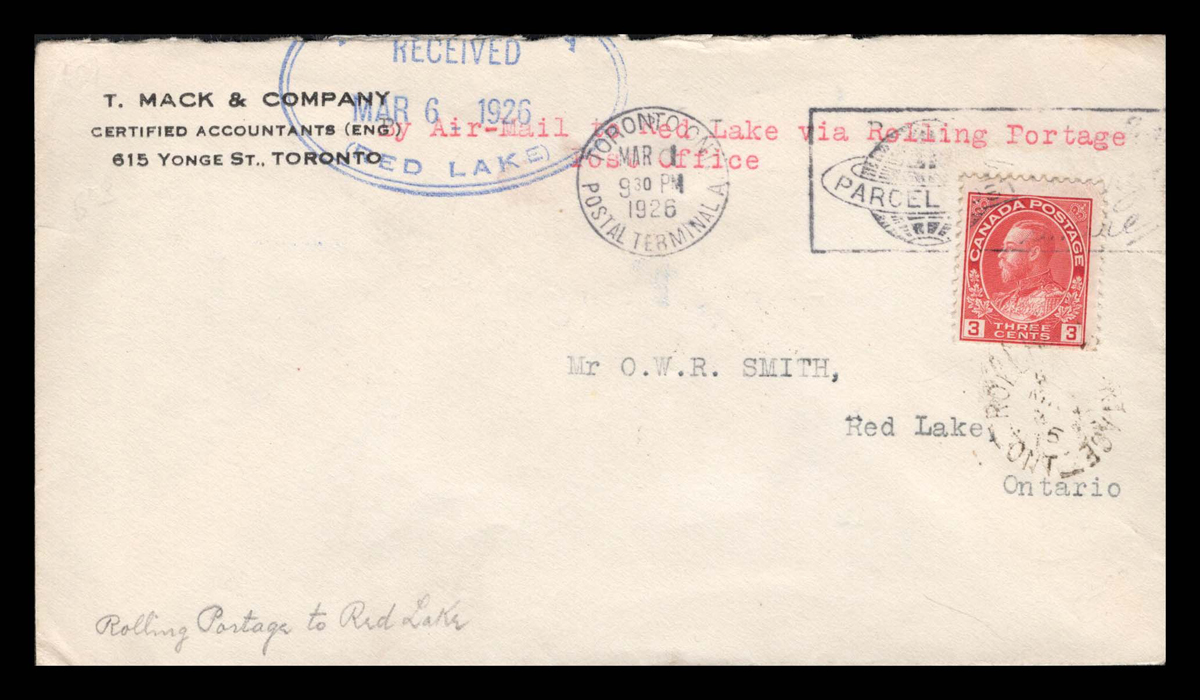 RECEIVED
MAR 6 1926
(RED LAKE)
T. MACK & COMPANY
CERTIFIED ACCOUNTANTS (ENG)
615 YONGE ST., TORONTO
By Air-Mail to Red Lake via Rolling Portage
Post Office
TORONTO
MAR 1
9 30 PM
1926
POSTAL TERMINAL A
PARCEL
CANADA POSTAGE
3 THREE CENTS 3
Mr O.W.R. SMITH,
Red Lake,
Ontario
ONT
Rolling Portage to Red Lake